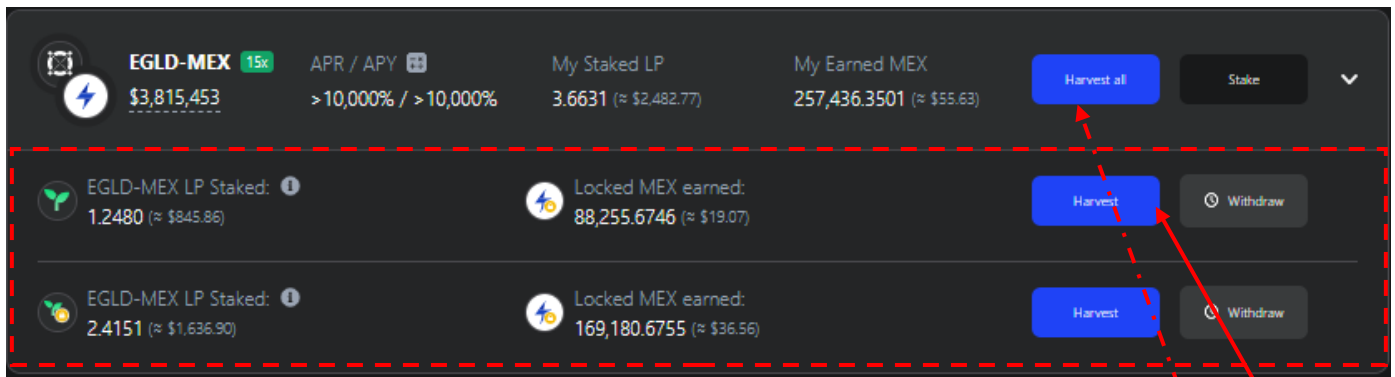 EGLD-MEX 15x
$3,815,453
APR / APY
>10,000% / >10,000%
My Staked LP
3.6631 (≈ $2,482.77)
My Earned MEX
257,436.3501 (≈ $55.63)
Harvest all
Stake
EGLD-MEX LP Staked:
1.2480 (≈ $845.86)
Locked MEX earned:
88,255.6746 (≈ $19.07)
Harvest
Withdraw
EGLD-MEX LP Staked:
2.4151 (≈ $1,636.90)
Locked MEX earned:
169,180.6755 (≈ $36.56)
Harvest
Withdraw